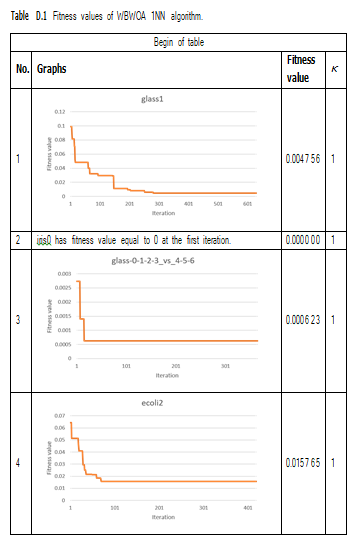 Table D.1 Fitness values of WBWOA 1NN algorithm.
Begin of table
No. Graphs Fitness value K
1
glass1
0.12
0.1
0.08
0.06
0.04
0.02
0
Fitness value
1 101 201 301 401 501 601
Iteration
0.004756 1
2 iris0 has fitness value equal to 0 at the first iteration. 0.000000 1
3
glass-0-1-2-3_vs_4-5-6
0.003
0.0025
0.002
0.0015
0.001
0.0005
0
Fitness value
1 101 201 301
Iteration
0.000623 1
4
ecoli2
0.07
0.06
0.05
0.04
0.03
0.02
0.01
0
Fitness value
1 101 201 301 401
Iteration
0.015765 1